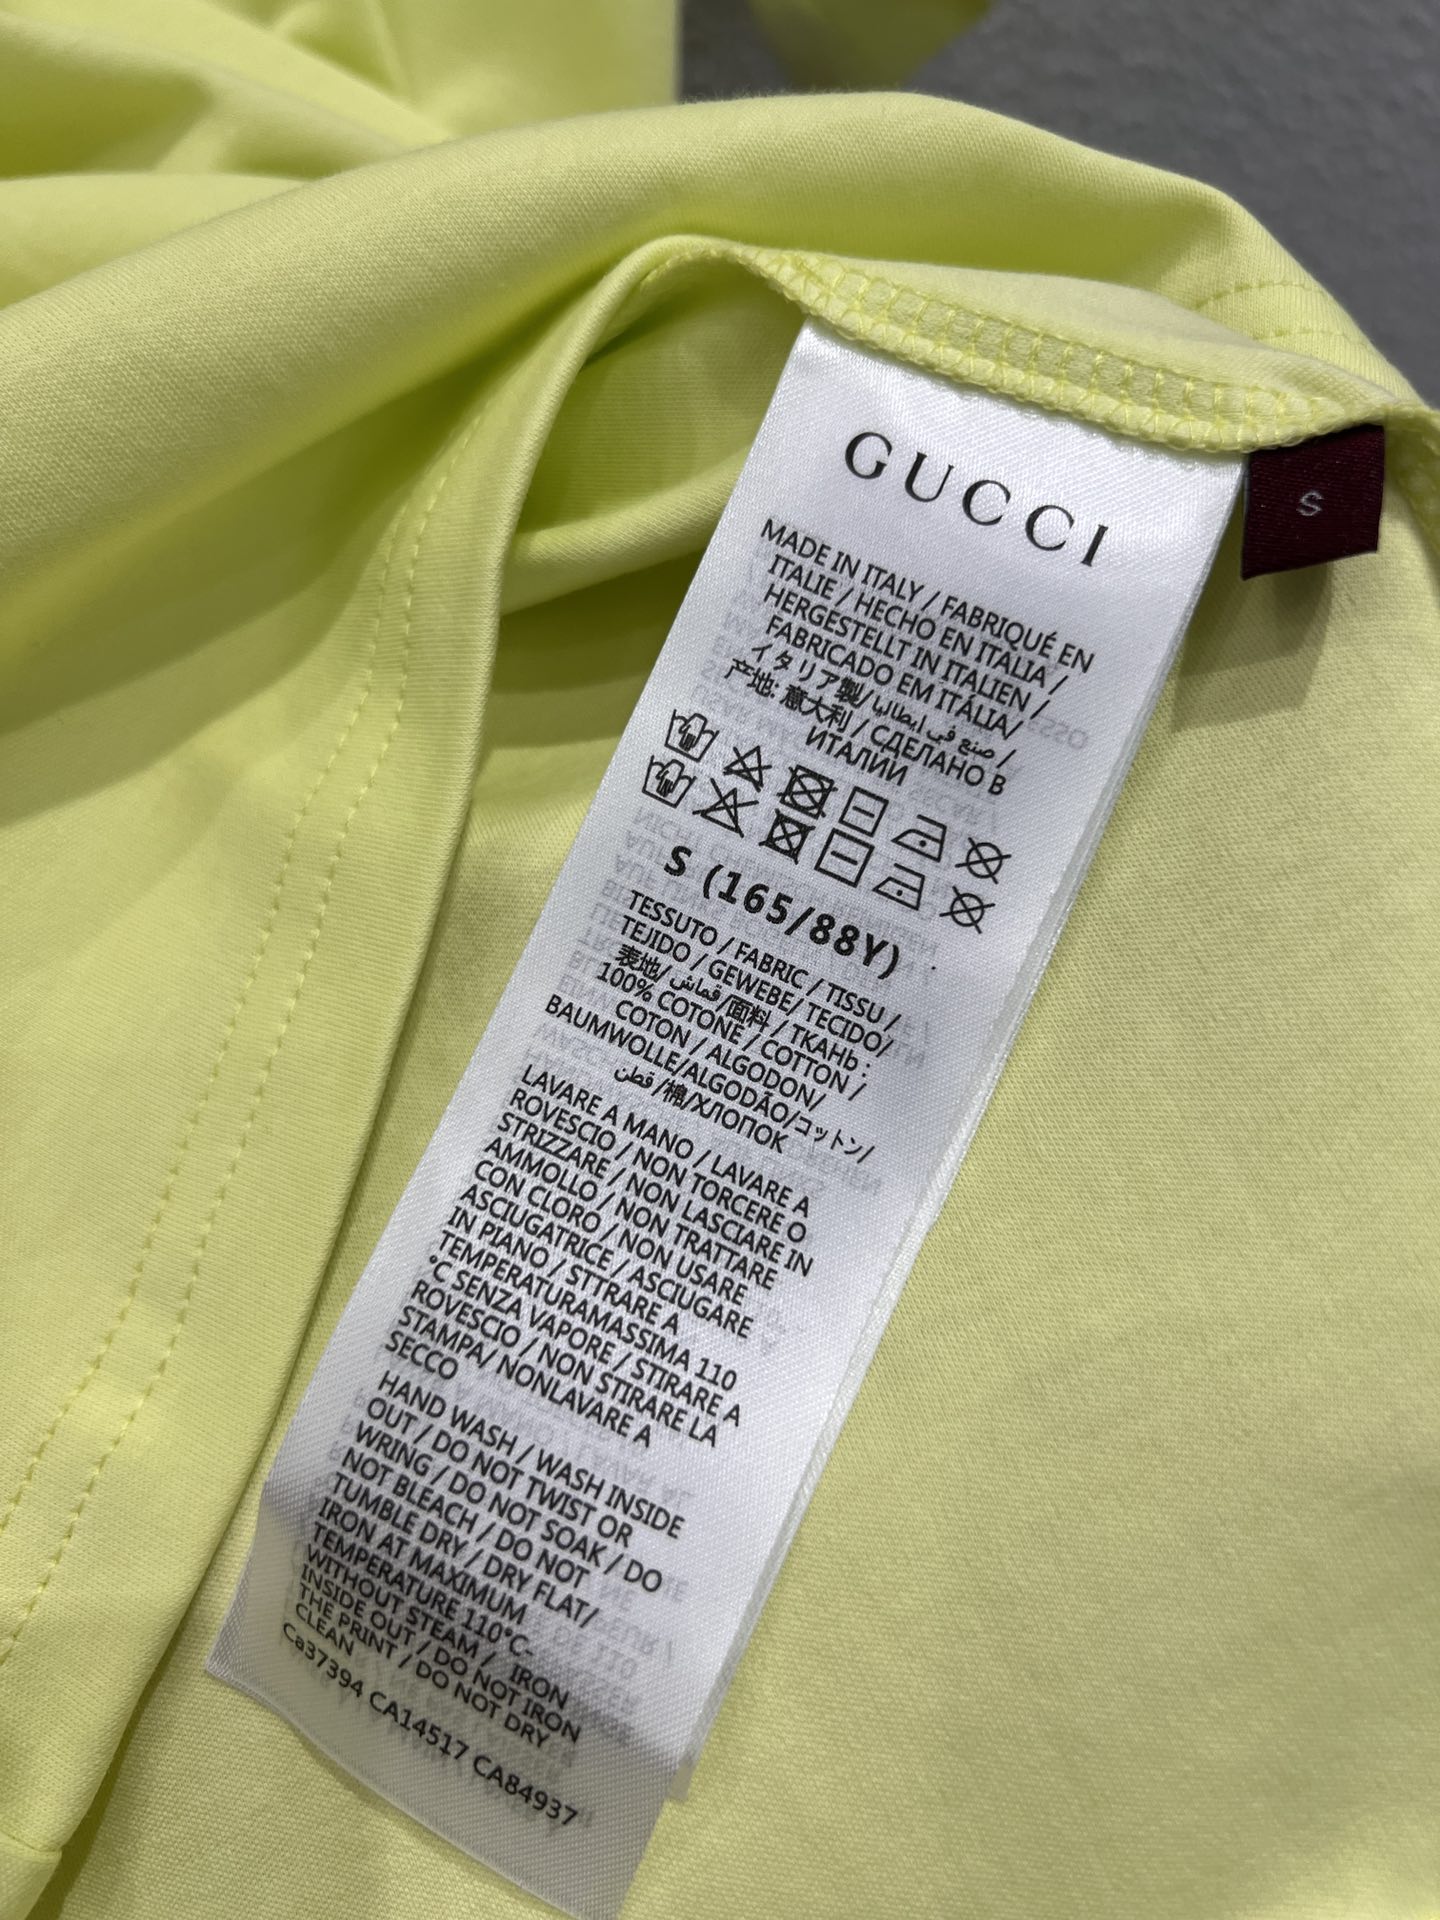 GUCCI
S
MADE IN ITALY / FABRIQUÉ EN
ITALIE / HECHO EN ITALIA /
HERGESTELLT IN ITALIEN /
FABRICADO EM ITÁLIA/
イタリア製/ صنع في ايطاليا /
产地: 意大利 / СДЕЛАНО В
ИТАЛИИ
S (165/88Y)
TESSUTO / FABRIC / TISSU /
TEJIDO / GEWEBE/ TECIDO/
表地/ قماش /面料 / ТКАНЬ :
100% COTONE / COTTON /
COTON / ALGODON/
BAUMWOLLE/ALGODÃO/コットン/
قطن /棉/ХЛОПОК
LAVARE A MANO / LAVARE A
ROVESCIO / NON TORCERE O
STRIZZARE / NON LASCIARE IN
AMMOLLO / NON TRATTARE
CON CLORO / NON USARE
ASCIUGATRICE / ASCIUGARE
IN PIANO / STTRARE A
TEMPERATURAMASSIMA 110
°C SENZA VAPORE / STIRARE A
ROVESCIO / NON STIRARE LA
STAMPA/ NONLAVARE A
SECCO
HAND WASH / WASH INSIDE
OUT / DO NOT TWIST OR
WRING / DO NOT SOAK / DO
NOT BLEACH / DO NOT
TUMBLE DRY / DRY FLAT/
IRON AT MAXIMUM
TEMPERATURE 110°C-
WITHOUT STEAM / IRON
INSIDE OUT / DO NOT IRON
THE PRINT / DO NOT DRY
CLEAN
Ca37394 CA14517 CA84937